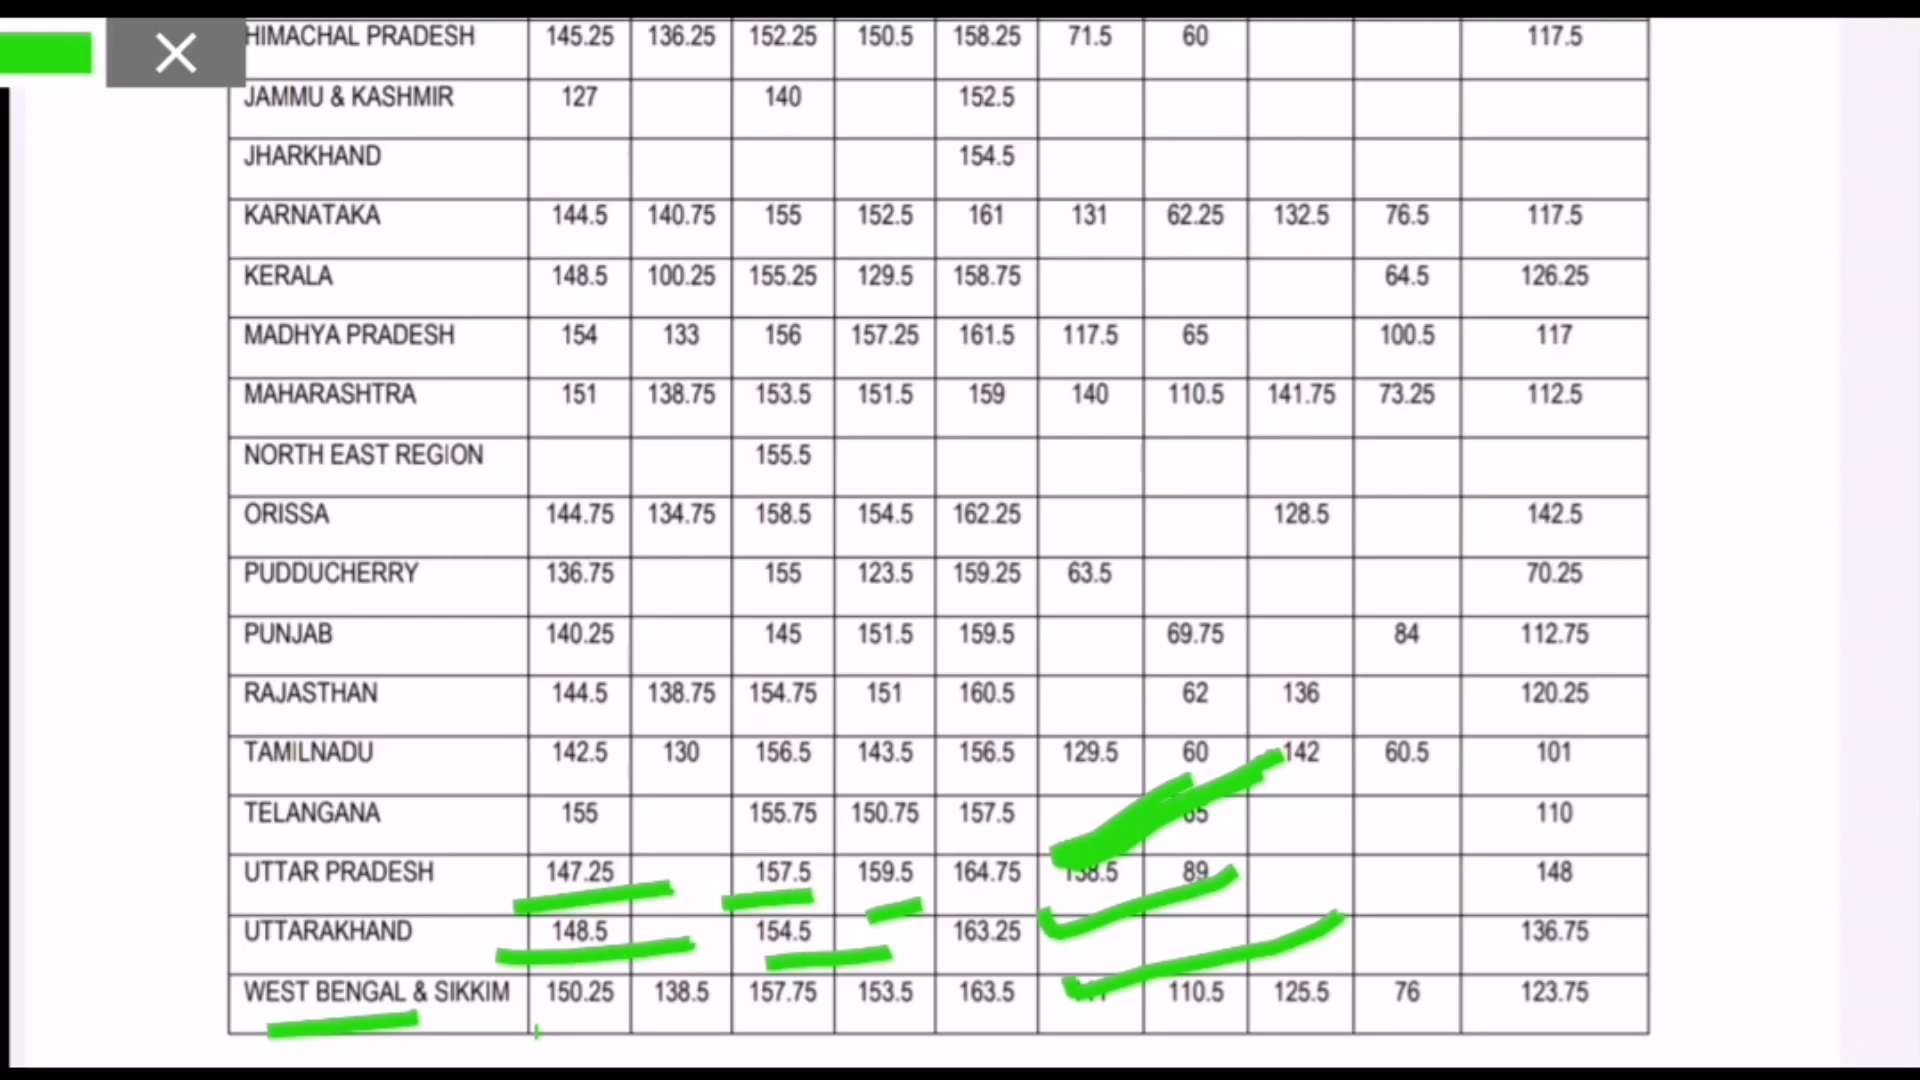 HIMACHAL PRADESH 145.25 136.25 152.25 150.5 158.25 71.5 60 117.5
JAMMU & KASHMIR 127 140 152.5
JHARKHAND 154.5
KARNATAKA 144.5 140.75 155 152.5 161 131 62.25 132.5 76.5 117.5
KERALA 148.5 100.25 155.25 129.5 158.75 64.5 126.25
MADHYA PRADESH 154 133 156 157.25 161.5 117.5 65 100.5 117
MAHARASHTRA 151 138.75 153.5 151.5 159 140 110.5 141.75 73.25 112.5
NORTH EAST REGION 155.5
ORISSA 144.75 134.75 158.5 154.5 162.25 128.5 142.5
PUDDUCHERRY 136.75 155 123.5 159.25 63.5 70.25
PUNJAB 140.25 145 151.5 159.5 69.75 84 112.75
RAJASTHAN 144.5 138.75 154.75 151 160.5 62 136 120.25
TAMILNADU 142.5 130 156.5 143.5 156.5 129.5 60 142 60.5 101
TELANGANA 155 155.75 150.75 157.5 110
UTTAR PRADESH 147.25 157.5 159.5 164.75 138.5 89 148
UTTARAKHAND 148.5 154.5 163.25 136.75
WEST BENGAL & SIKKIM 150.25 138.5 157.75 153.5 163.5 110.5 125.5 76 123.75